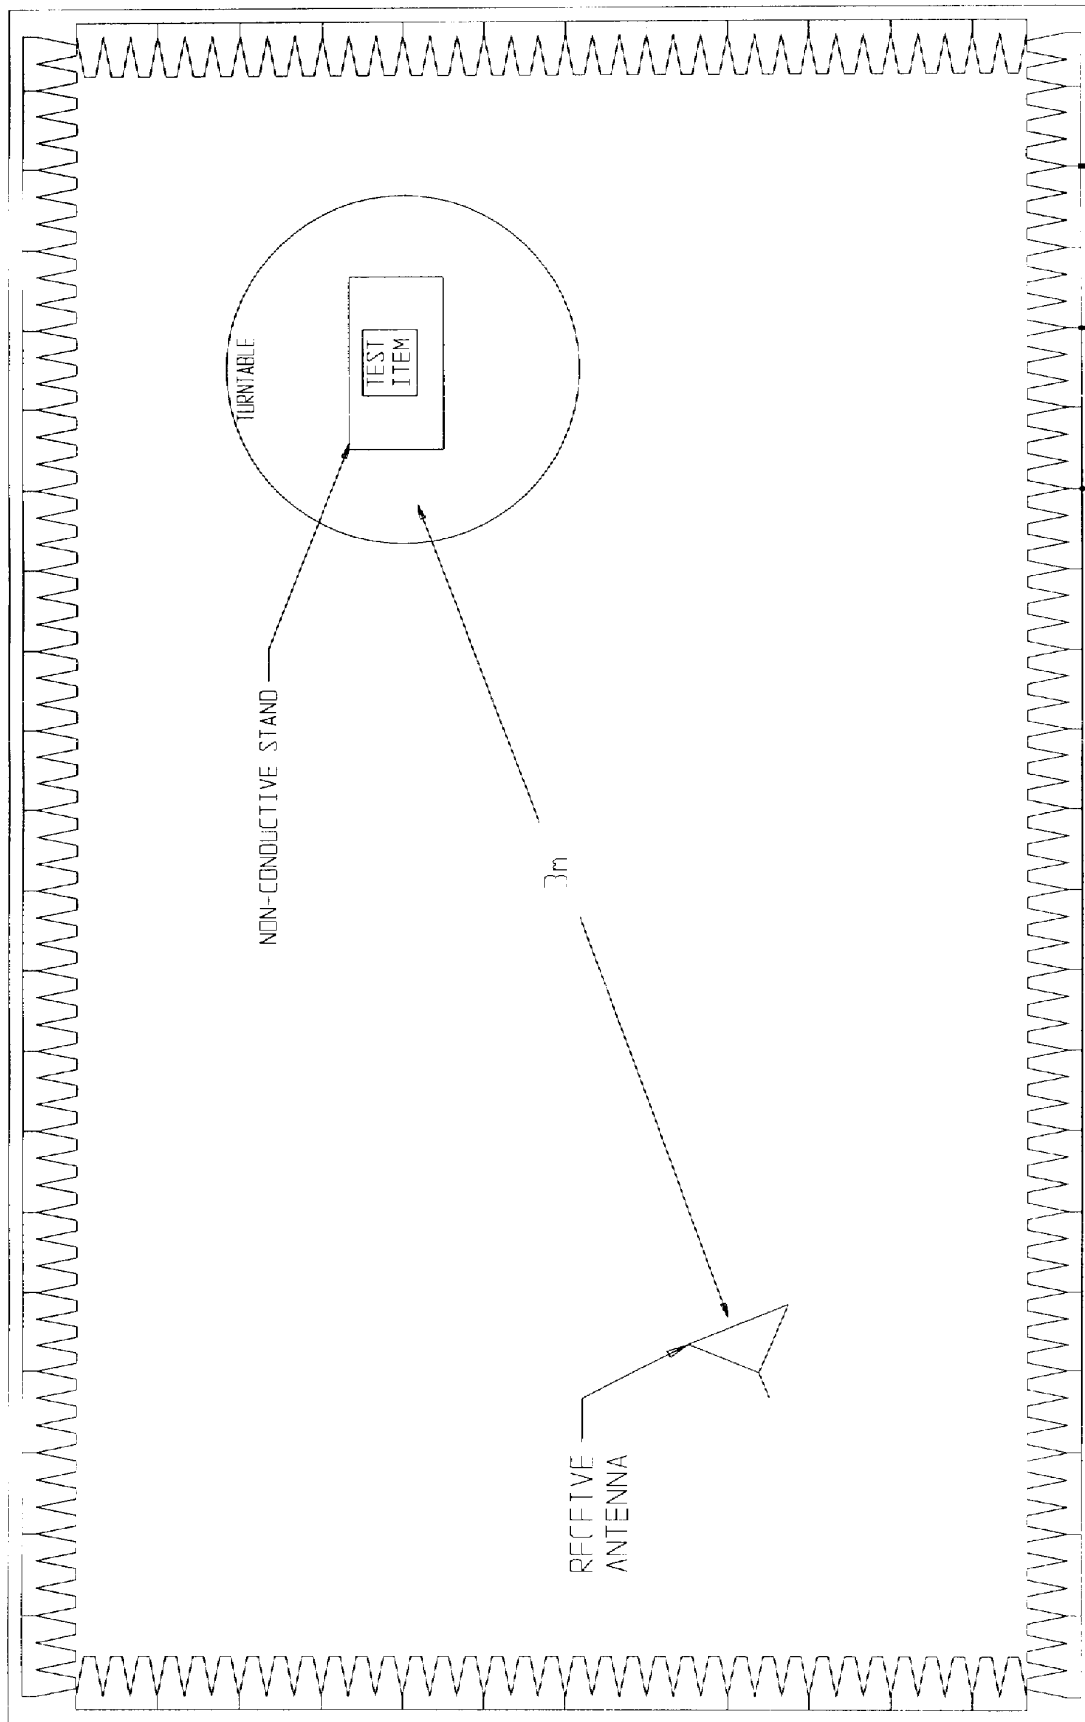 TURNTABLE
TEST
ITEM
NON-CONDUCTIVE STAND
3m
RECEIVE
ANTENNA